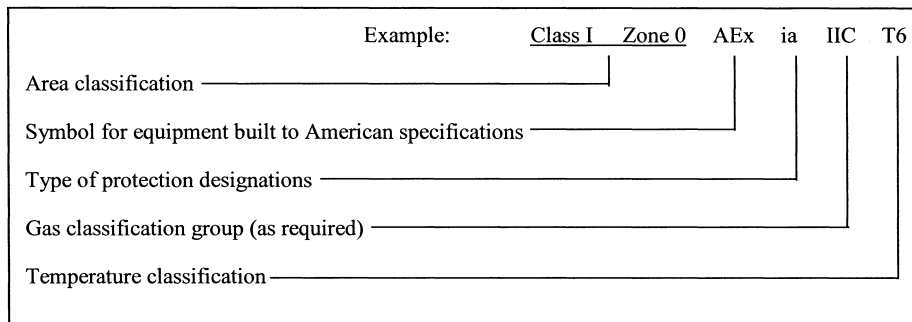 Example: Class I Zone 0 AEx ia IIC T6
Area classification
Symbol for equipment built to American specifications
Type of protection designations
Gas classification group (as required)
Temperature classification